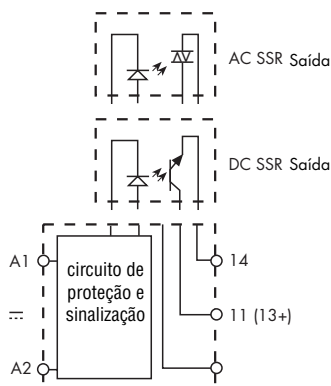 AC SSR Saída
DC SSR Saída
A1
circuito de
proteção e
sinalização
A2
14
11 (13+)